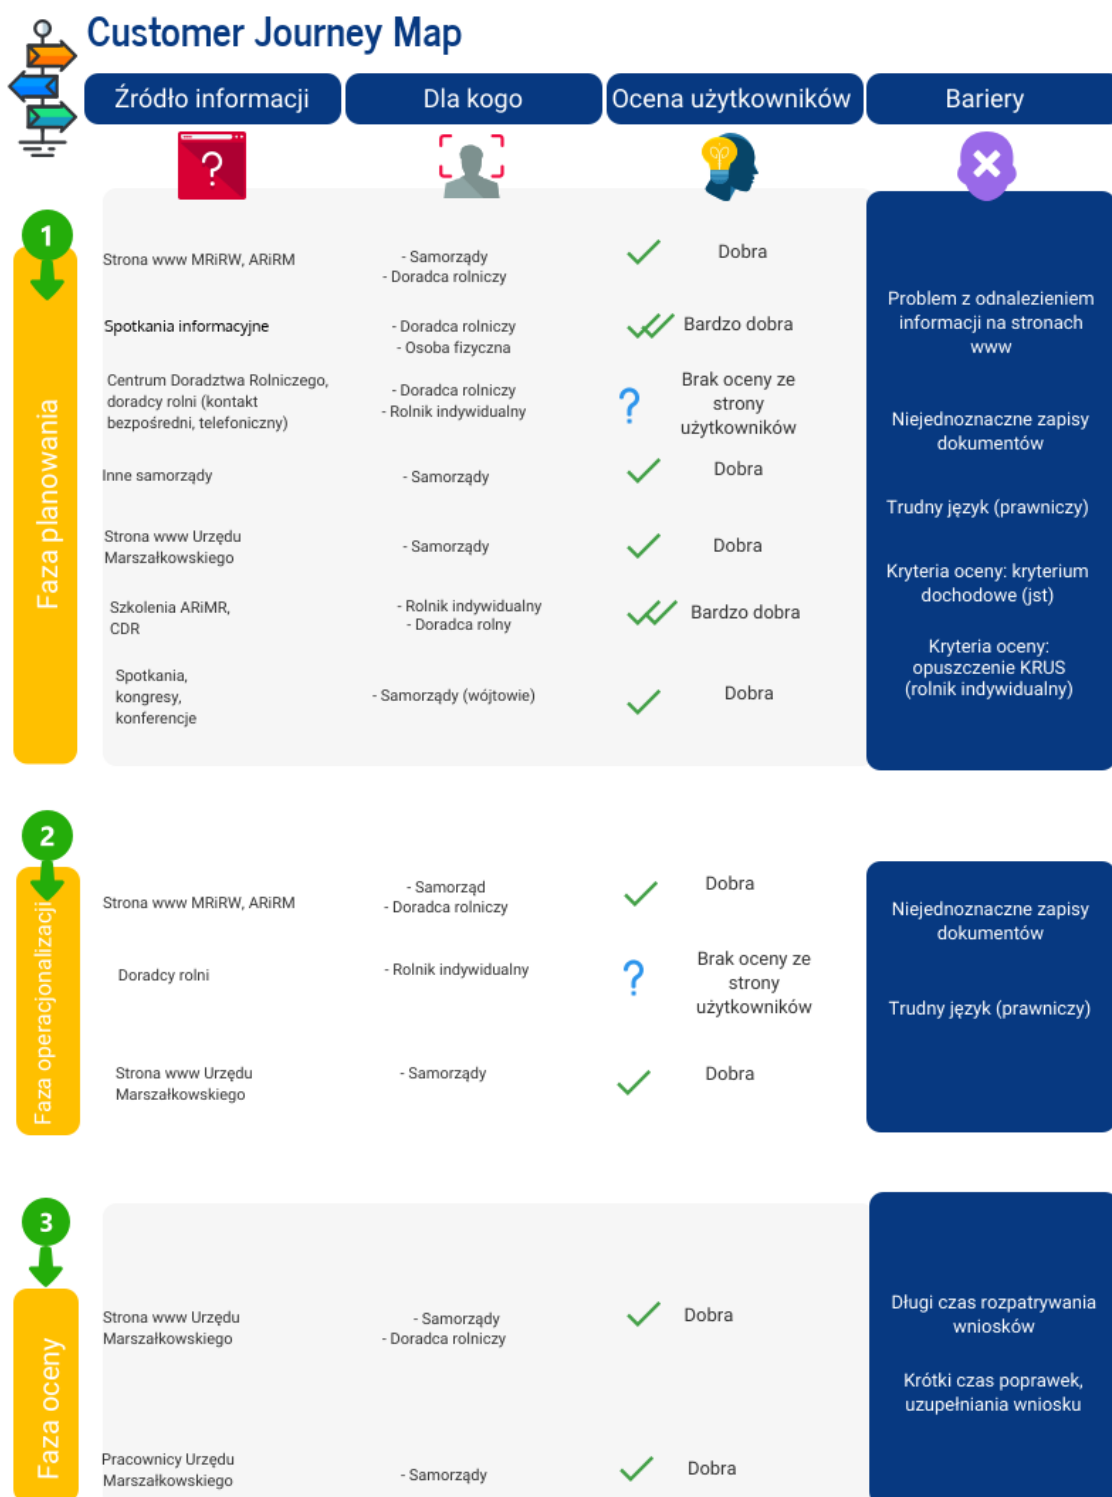 Customer Journey Map
Źródło informacji
Dla kogo
Ocena użytkowników
Bariery
?
1
Faza planowania
Strona www MRiRW, ARiRM
- Samorządy
- Doradca rolniczy
Dobra
Spotkania informacyjne
- Doradca rolniczy
- Osoba fizyczna
Bardzo dobra
Centrum Doradztwa Rolniczego,
doradcy rolni (kontakt
bezpośredni, telefoniczny)
- Doradca rolniczy
- Rolnik indywidualny
?
Brak oceny ze
strony
użytkowników
Inne samorządy
- Samorządy
Dobra
Strona www Urzędu
Marszałkowskiego
- Samorządy
Dobra
Szkolenia ARiMR,
CDR
- Rolnik indywidualny
- Doradca rolny
Bardzo dobra
Spotkania,
kongresy,
konferencje
- Samorządy (wójtowie)
Dobra
Problem z odnalezieniem
informacji na stronach
www
Niejednoznaczne zapisy
dokumentów
Trudny język (prawniczy)
Kryteria oceny: kryterium
dochodowe (jst)
Kryteria oceny:
opuszczenie KRUS
(rolnik indywidualny)
2
Faza operacjonalizacji
Strona www MRiRW, ARiRM
- Samorząd
- Doradca rolniczy
Dobra
Doradcy rolni
- Rolnik indywidualny
?
Brak oceny ze
strony
użytkowników
Strona www Urzędu
Marszałkowskiego
- Samorządy
Dobra
Niejednoznaczne zapisy
dokumentów
Trudny język (prawniczy)
3
Faza oceny
Strona www Urzędu
Marszałkowskiego
- Samorządy
- Doradca rolniczy
Dobra
Pracownicy Urzędu
Marszałkowskiego
- Samorządy
Dobra
Długi czas rozpatrywania
wniosków
Krótki czas poprawek,
uzupełniania wniosku